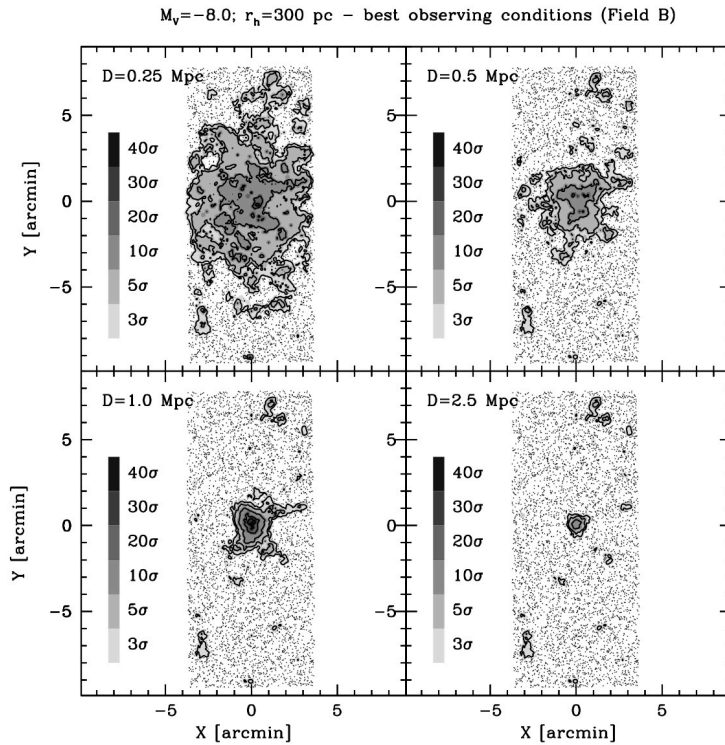 M_V=−8.0; r_h=300 pc − best observing conditions (Field B)
D=0.25 Mpc
D=0.5 Mpc
5
0
−5
Y [arcmin]
40σ
30σ
20σ
10σ
5σ
3σ
5
0
−5
40σ
30σ
20σ
10σ
5σ
3σ
D=1.0 Mpc
D=2.5 Mpc
5
0
−5
Y [arcmin]
40σ
30σ
20σ
10σ
5σ
3σ
5
0
−5
40σ
30σ
20σ
10σ
5σ
3σ
−5 0 5
−5 0 5
X [arcmin]
X [arcmin]